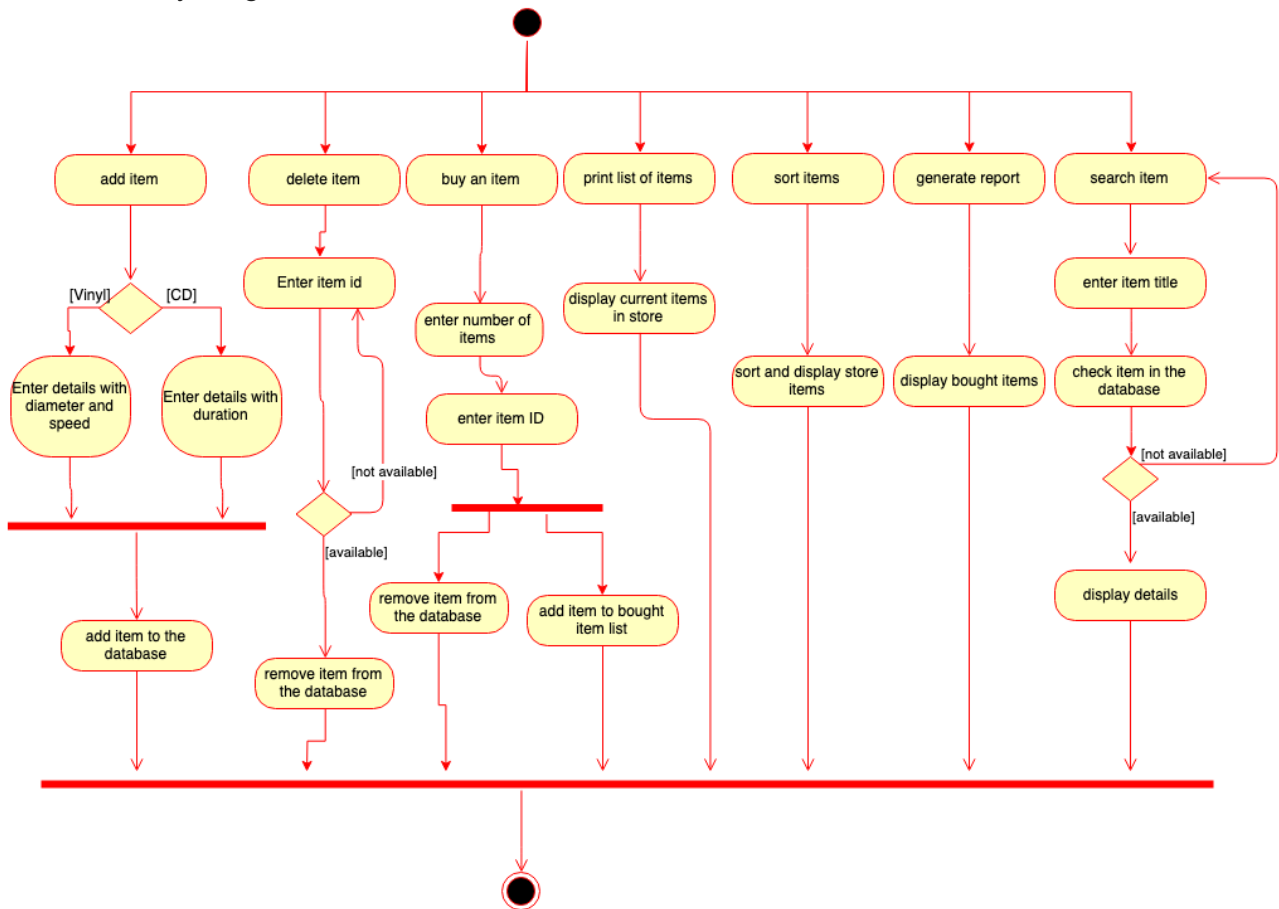 add item
delete item
buy an item
print list of items
sort items
generate report
search item
[Vinyl]
[CD]
Enter item id
enter item title
display current items
in store
enter number of
items
Enter details with
diameter and
speed
Enter details with
duration
sort and display store
items
display bought items
check item in the
database
enter item ID
[not available]
[not available]
[available]
[available]
remove item from
the database
add item to bought
item list
display details
add item to the
database
remove item from
the database